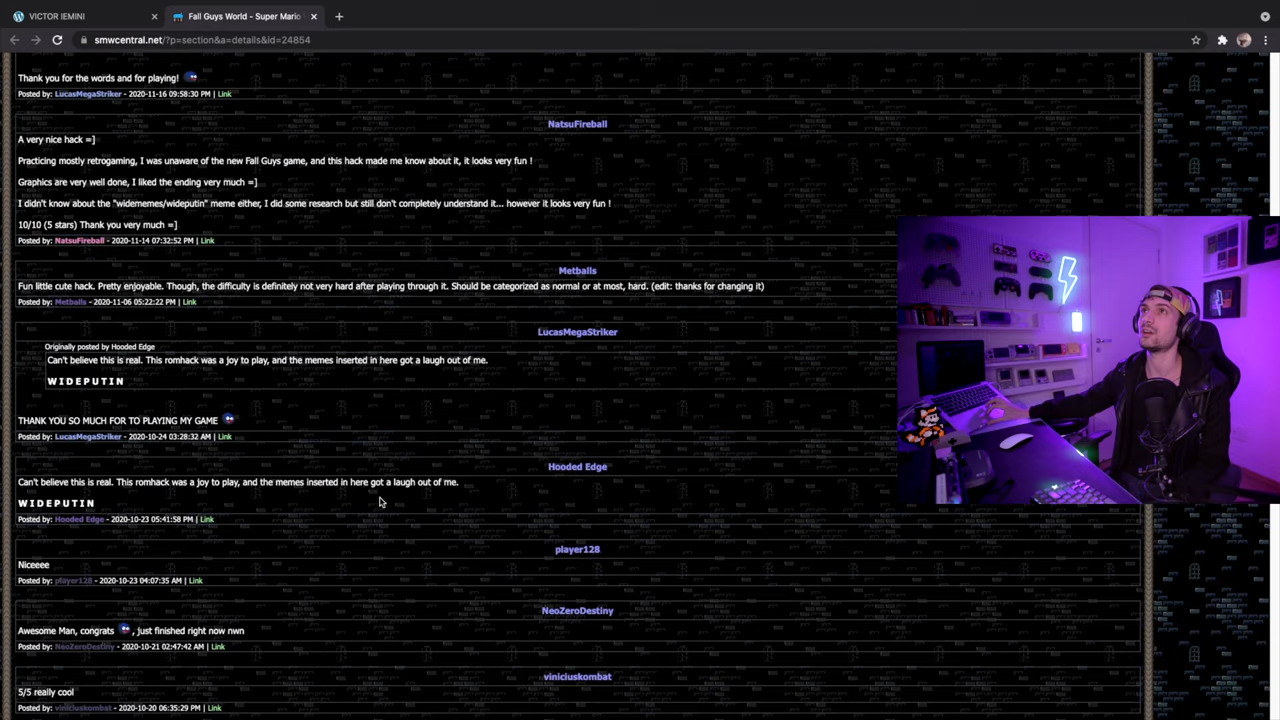 VICTOR IEMINI
Fall Guys World - Super Mario
smwcentral.net/?p=section&a=details&id=24854
Thank you for the words and for playing!
Posted by: LucasMegaStriker - 2020-11-16 09:58:30 PM | Link
NatsuFireball
A very nice hack =]
Practicing mostly retrogaming, I was unaware of the new Fall Guys game, and this hack made me know about it, it looks very fun !
Graphics are very well done, I liked the ending very much =]
I didn't know about the "widememes/wideputin" meme either, I did some research but still don't completely understand it... however it looks very fun !
10/10 (5 stars) Thank you very much =]
Posted by: NatsuFireball - 2020-11-14 07:32:52 PM | Link
Metballs
Fun little cute hack. Pretty enjoyable. Though, the difficulty is definitely not very hard after playing through it. Should be categorized as normal or at most, hard. (edit: thanks for changing it)
Posted by: Metballs - 2020-11-06 05:22:22 PM | Link
LucasMegaStriker
Originally posted by Hooded Edge
Can't believe this is real. This romhack was a joy to play, and the memes inserted in here got a laugh out of me.
W I D E P U T I N
THANK YOU SO MUCH FOR TO PLAYING MY GAME
Posted by: LucasMegaStriker - 2020-10-24 03:28:32 AM | Link
Hooded Edge
Can't believe this is real. This romhack was a joy to play, and the memes inserted in here got a laugh out of me.
W I D E P U T I N
Posted by: Hooded Edge - 2020-10-23 05:41:58 PM | Link
player128
Niceeee
Posted by: player128 - 2020-10-23 04:07:35 AM | Link
NeoZeroDestiny
Awesome Man, congrats , just finished right now nwn
Posted by: NeoZeroDestiny - 2020-10-21 02:47:42 AM | Link
viniciuskombat
5/5 really cool
Posted by: viniciuskombat - 2020-10-20 06:35:29 PM | Link